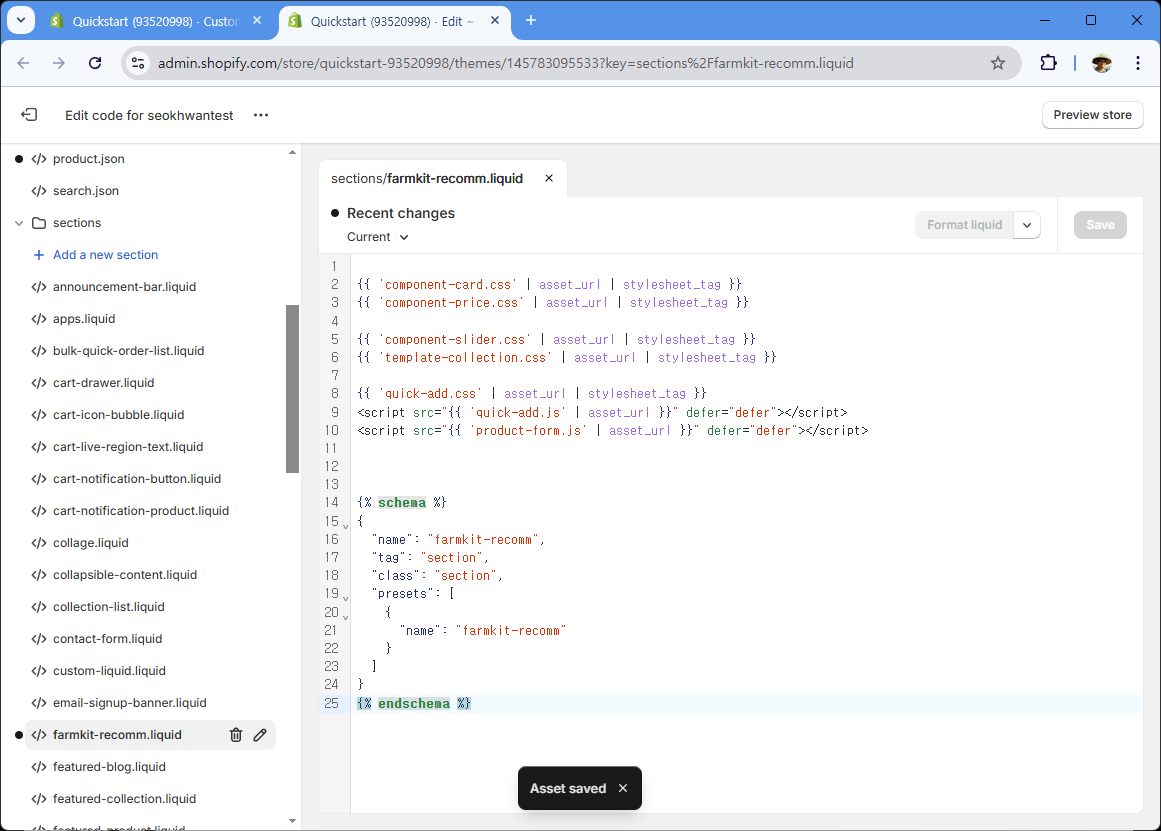 Quickstart (93520998) · Custo
Quickstart (93520998) · Edit ~
admin.shopify.com/store/quickstart-93520998/themes/145783095533?key=sections%2Ffarmkit-recomm.liquid
Edit code for seokhwantest
Preview store
product.json
search.json
sections
Add a new section
announcement-bar.liquid
apps.liquid
bulk-quick-order-list.liquid
cart-drawer.liquid
cart-icon-bubble.liquid
cart-live-region-text.liquid
cart-notification-button.liquid
cart-notification-product.liquid
collage.liquid
collapsible-content.liquid
collection-list.liquid
contact-form.liquid
custom-liquid.liquid
email-signup-banner.liquid
farmkit-recomm.liquid
featured-blog.liquid
featured-collection.liquid
featured-product.liquid
sections/farmkit-recomm.liquid
Recent changes
Current
Format liquid
Save
1
2 {{ 'component-card.css' | asset_url | stylesheet_tag }}
3 {{ 'component-price.css' | asset_url | stylesheet_tag }}
4
5 {{ 'component-slider.css' | asset_url | stylesheet_tag }}
6 {{ 'template-collection.css' | asset_url | stylesheet_tag }}
7
8 {{ 'quick-add.css' | asset_url | stylesheet_tag }}
9 <script src="{{ 'quick-add.js' | asset_url }}" defer="defer"></script>
10 <script src="{{ 'product-form.js' | asset_url }}" defer="defer"></script>
11
12
13
14 {% schema %}
15 {
16 "name": "farmkit-recomm",
17 "tag": "section",
18 "class": "section",
19 "presets": [
20 {
21 "name": "farmkit-recomm"
22 }
23 ]
24 }
25 {% endschema %}
Asset saved